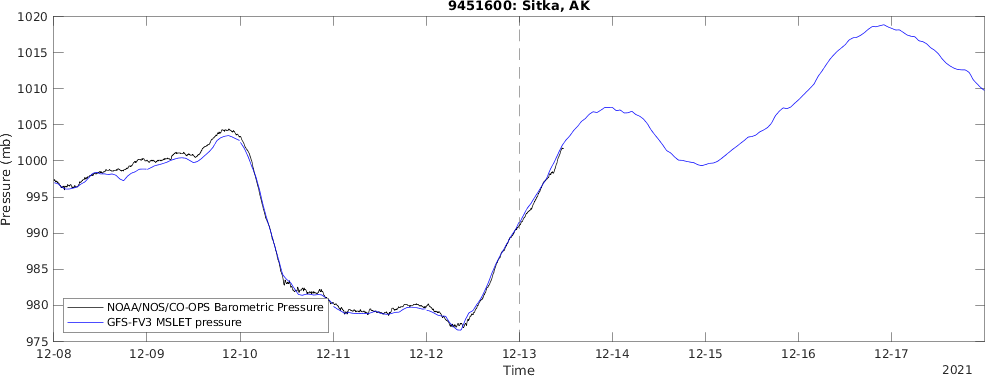 9451600: Sitka, AK
1020
1015
1010
1005
1000
995
990
985
980
975
Pressure (mb)
NOAA/NOS/CO-OPS Barometric Pressure
GFS-FV3 MSLET pressure
12-08 12-09 12-10 12-11 12-12 12-13 12-14 12-15 12-16 12-17
Time
2021